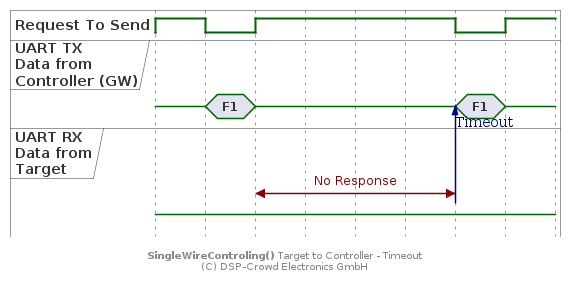 Request To Send
UART TX
Data from
Controller (GW)
F1
F1
Timeout
UART RX
Data from
Target
No Response
SingleWireControling() Target to Controller - Timeout
(C) DSP-Crowd Electronics GmbH